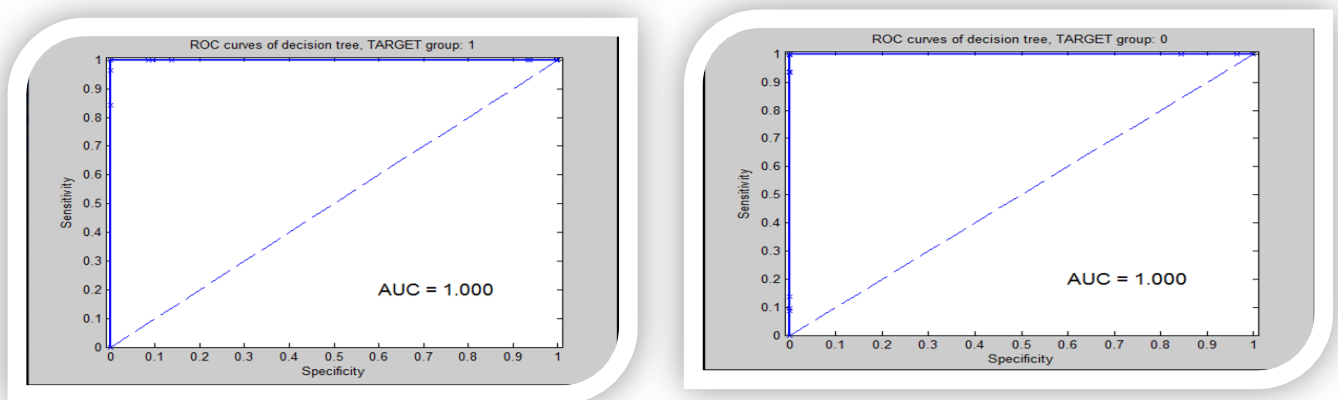 ROC curves of decision tree, TARGET group: 1
1
0.9
0.8
0.7
0.6
0.5
0.4
0.3
0.2
0.1
0
Sensitivity
AUC = 1.000
0 0.1 0.2 0.3 0.4 0.5 0.6 0.7 0.8 0.9 1
Specificity
ROC curves of decision tree, TARGET group: 0
1
0.9
0.8
0.7
0.6
0.5
0.4
0.3
0.2
0.1
0
Sensitivity
AUC = 1.000
0 0.1 0.2 0.3 0.4 0.5 0.6 0.7 0.8 0.9 1
Specificity